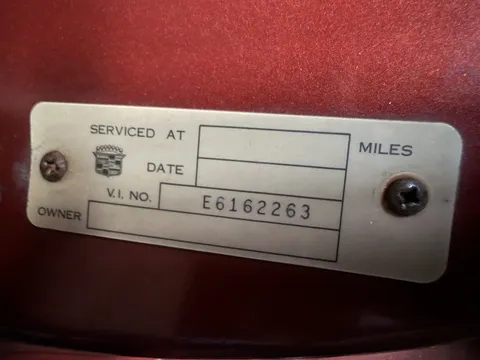 SERVICED AT MILES
DATE
V.I. NO. E6162263
OWNER